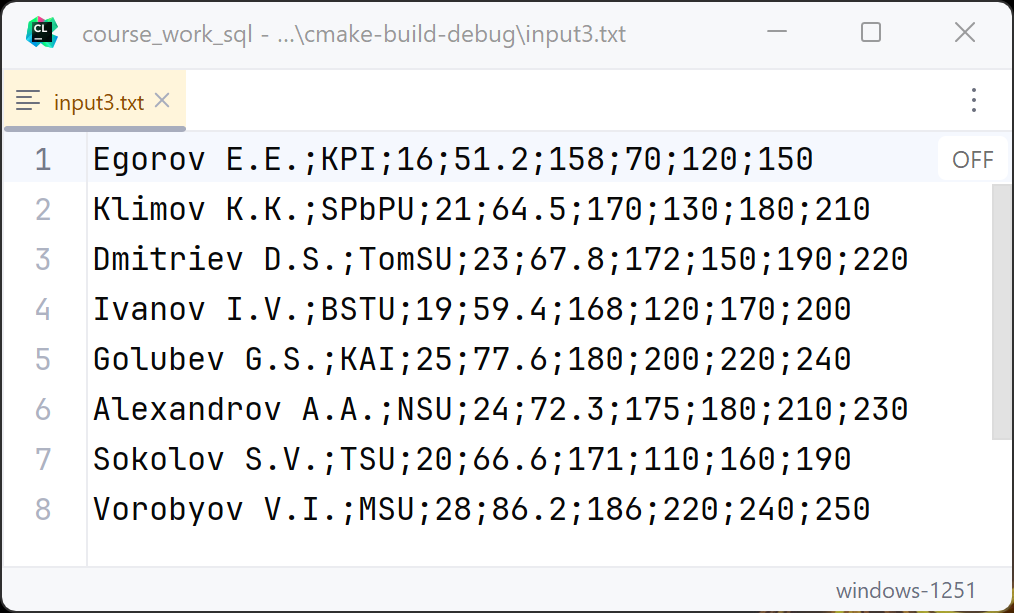 CL
course_work_sql - ...\cmake-build-debug\input3.txt
input3.txt
1 Egorov E.E.;KPI;16;51.2;158;70;120;150 OFF
2 Klimov K.K.;SPbPU;21;64.5;170;130;180;210
3 Dmitriev D.S.;TomSU;23;67.8;172;150;190;220
4 Ivanov I.V.;BSTU;19;59.4;168;120;170;200
5 Golubev G.S.;KAI;25;77.6;180;200;220;240
6 Alexandrov A.A.;NSU;24;72.3;175;180;210;230
7 Sokolov S.V.;TSU;20;66.6;171;110;160;190
8 Vorobyov V.I.;MSU;28;86.2;186;220;240;250
windows-1251